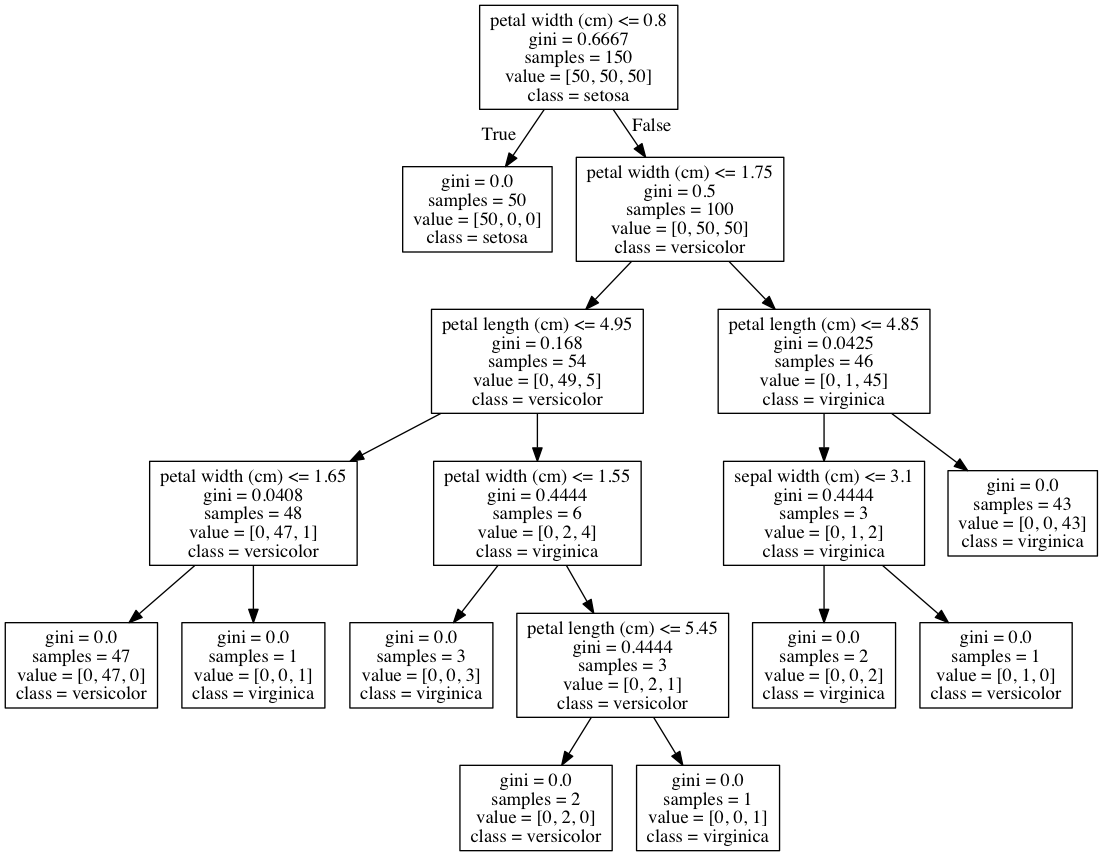 petal width (cm) <= 0.8
gini = 0.6667
samples = 150
value = [50, 50, 50]
class = setosa
True
False
gini = 0.0
samples = 50
value = [50, 0, 0]
class = setosa
petal width (cm) <= 1.75
gini = 0.5
samples = 100
value = [0, 50, 50]
class = versicolor
petal length (cm) <= 4.95
gini = 0.168
samples = 54
value = [0, 49, 5]
class = versicolor
petal length (cm) <= 4.85
gini = 0.0425
samples = 46
value = [0, 1, 45]
class = virginica
petal width (cm) <= 1.65
gini = 0.0408
samples = 48
value = [0, 47, 1]
class = versicolor
petal width (cm) <= 1.55
gini = 0.4444
samples = 6
value = [0, 2, 4]
class = virginica
sepal width (cm) <= 3.1
gini = 0.4444
samples = 3
value = [0, 1, 2]
class = virginica
gini = 0.0
samples = 43
value = [0, 0, 43]
class = virginica
gini = 0.0
samples = 47
value = [0, 47, 0]
class = versicolor
gini = 0.0
samples = 1
value = [0, 0, 1]
class = virginica
gini = 0.0
samples = 3
value = [0, 0, 3]
class = virginica
petal length (cm) <= 5.45
gini = 0.4444
samples = 3
value = [0, 2, 1]
class = versicolor
gini = 0.0
samples = 2
value = [0, 0, 2]
class = virginica
gini = 0.0
samples = 1
value = [0, 1, 0]
class = versicolor
gini = 0.0
samples = 2
value = [0, 2, 0]
class = versicolor
gini = 0.0
samples = 1
value = [0, 0, 1]
class = virginica